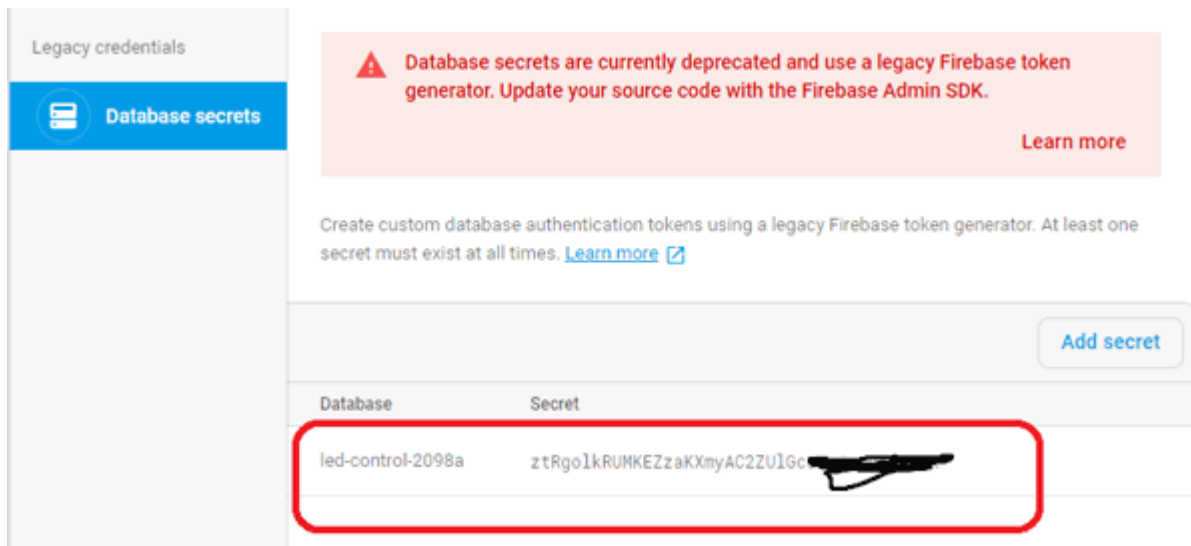 Legacy credentials
Database secrets
Database secrets are currently deprecated and use a legacy Firebase token
generator. Update your source code with the Firebase Admin SDK.
Learn more
Create custom database authentication tokens using a legacy Firebase token generator. At least one
secret must exist at all times. Learn more
Add secret
Database Secret
led-control-2098a